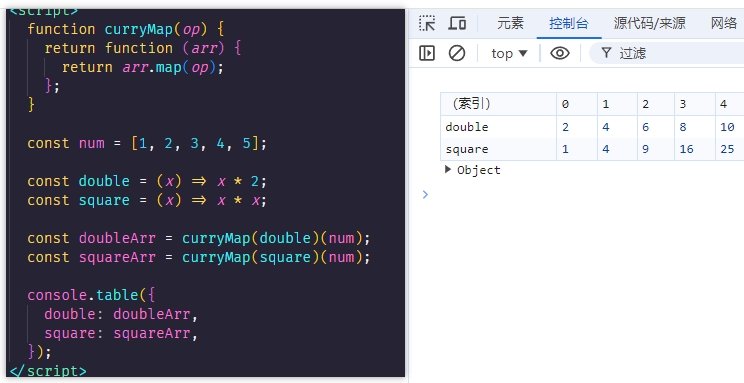 <script>
function curryMap(op) {
return function (arr) {
return arr.map(op);
};
}
const num = [1, 2, 3, 4, 5];
const double = (x) ⇒ x * 2;
const square = (x) ⇒ x * x;
const doubleArr = curryMap(double)(num);
const squareArr = curryMap(square)(num);
console.table({
double: doubleArr,
square: squareArr,
});
</script>
元素 控制台 源代码/来源 网络
top ▼ 过滤
（索引） 0 1 2 3 4
double 2 4 6 8 10
square 1 4 9 16 25
▶ Object
>